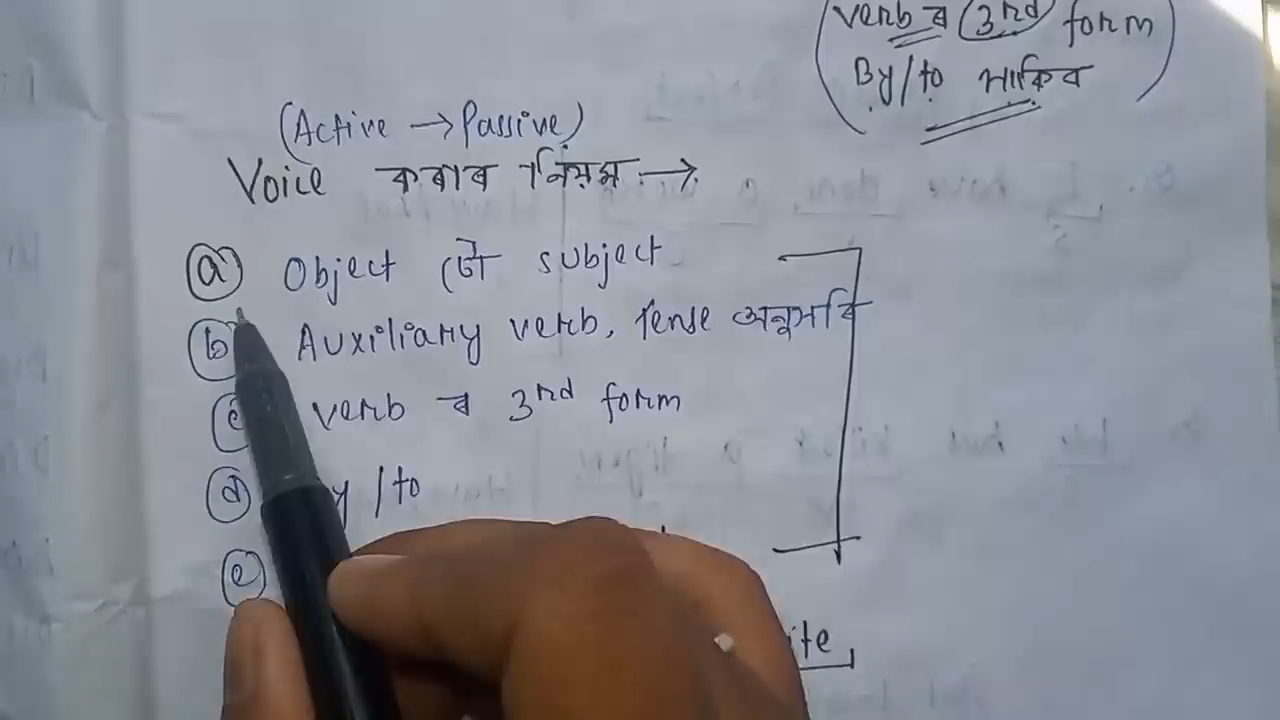 verb ৰ 3rd form
By/to থাকিব
(Active → Passive)
Voice কৰাৰ নিয়ম →
(a) Object টো subject
(b) Auxiliary verb, Tense অনুসৰি
(c) verb ৰ 3rd form
(d) /to
(e)